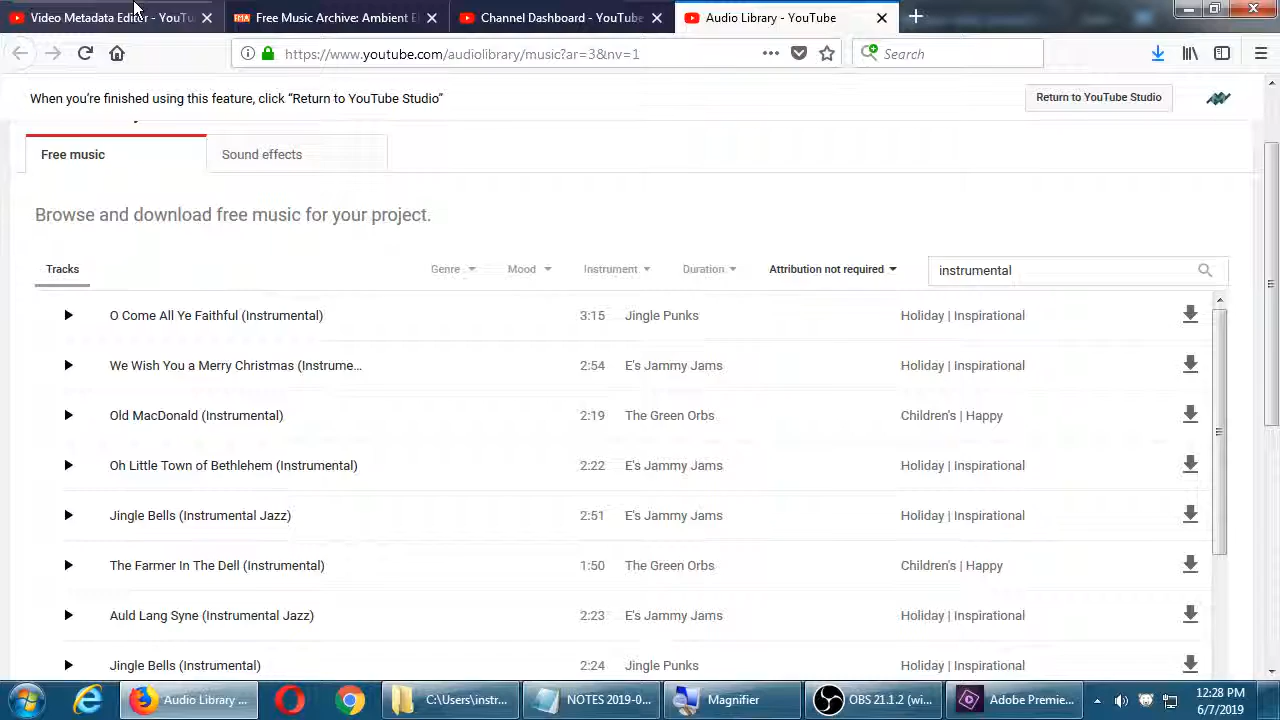 Video Monetization - YouTu
Free Music Archive Ambient E
Channel Dashboard - YouTube
Audio Library - YouTube
https://www.youtube.com/audiolibrary/music?ar=3&nv=1
Search
When you're finished using this feature, click “Return to YouTube Studio”
Return to YouTube Studio
Free music
Sound effects
Browse and download free music for your project.
Tracks
Genre
Mood
Instrument
Duration
Attribution not required
instrumental
O Come All Ye Faithful (Instrumental) 3:15 Jingle Punks Holiday | Inspirational
We Wish You a Merry Christmas (Instrume... 2:54 E's Jammy Jams Holiday | Inspirational
Old MacDonald (Instrumental) 2:19 The Green Orbs Children's | Happy
Oh Little Town of Bethlehem (Instrumental) 2:22 E's Jammy Jams Holiday | Inspirational
Jingle Bells (Instrumental Jazz) 2:51 E's Jammy Jams Holiday | Inspirational
The Farmer In The Dell (Instrumental) 1:50 The Green Orbs Children's | Happy
Auld Lang Syne (Instrumental Jazz) 2:23 E's Jammy Jams Holiday | Inspirational
Jingle Bells (Instrumental) 2:24 Jingle Punks Holiday | Inspirational
Audio Library ...
C:\Users\instr...
NOTES 2019-0...
Magnifier
OBS 21.1.2 (wi...
Adobe Premie...
12:28 PM
6/7/2019